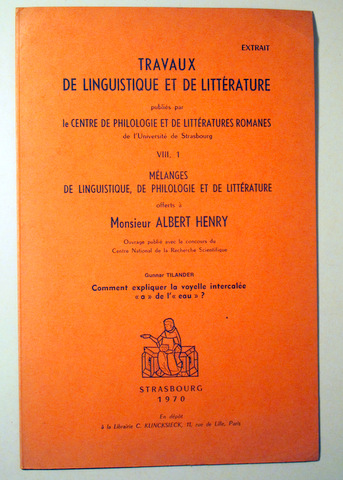 EXTRAIT
TRAVAUX
DE LINGUISTIQUE ET DE LITTÉRATURE
publiés par
le CENTRE DE PHILOLOGIE ET DE LITTÉRATURES ROMANES
de l'Université de Strasbourg
VIII, 1
MÉLANGES
DE LINGUISTIQUE, DE PHILOLOGIE ET DE LITTÉRATURE
offerts à
Monsieur ALBERT HENRY
Ouvrage publié avec le concours du
Centre National de la Recherche Scientifique
Gunnar TILANDER
Comment expliquer la voyelle intercalée
« a » de l'« eau » ?
STRASBOURG
1970
En dépôt
à la Librairie C. KLINCKSIECK, 11, rue de Lille, Paris